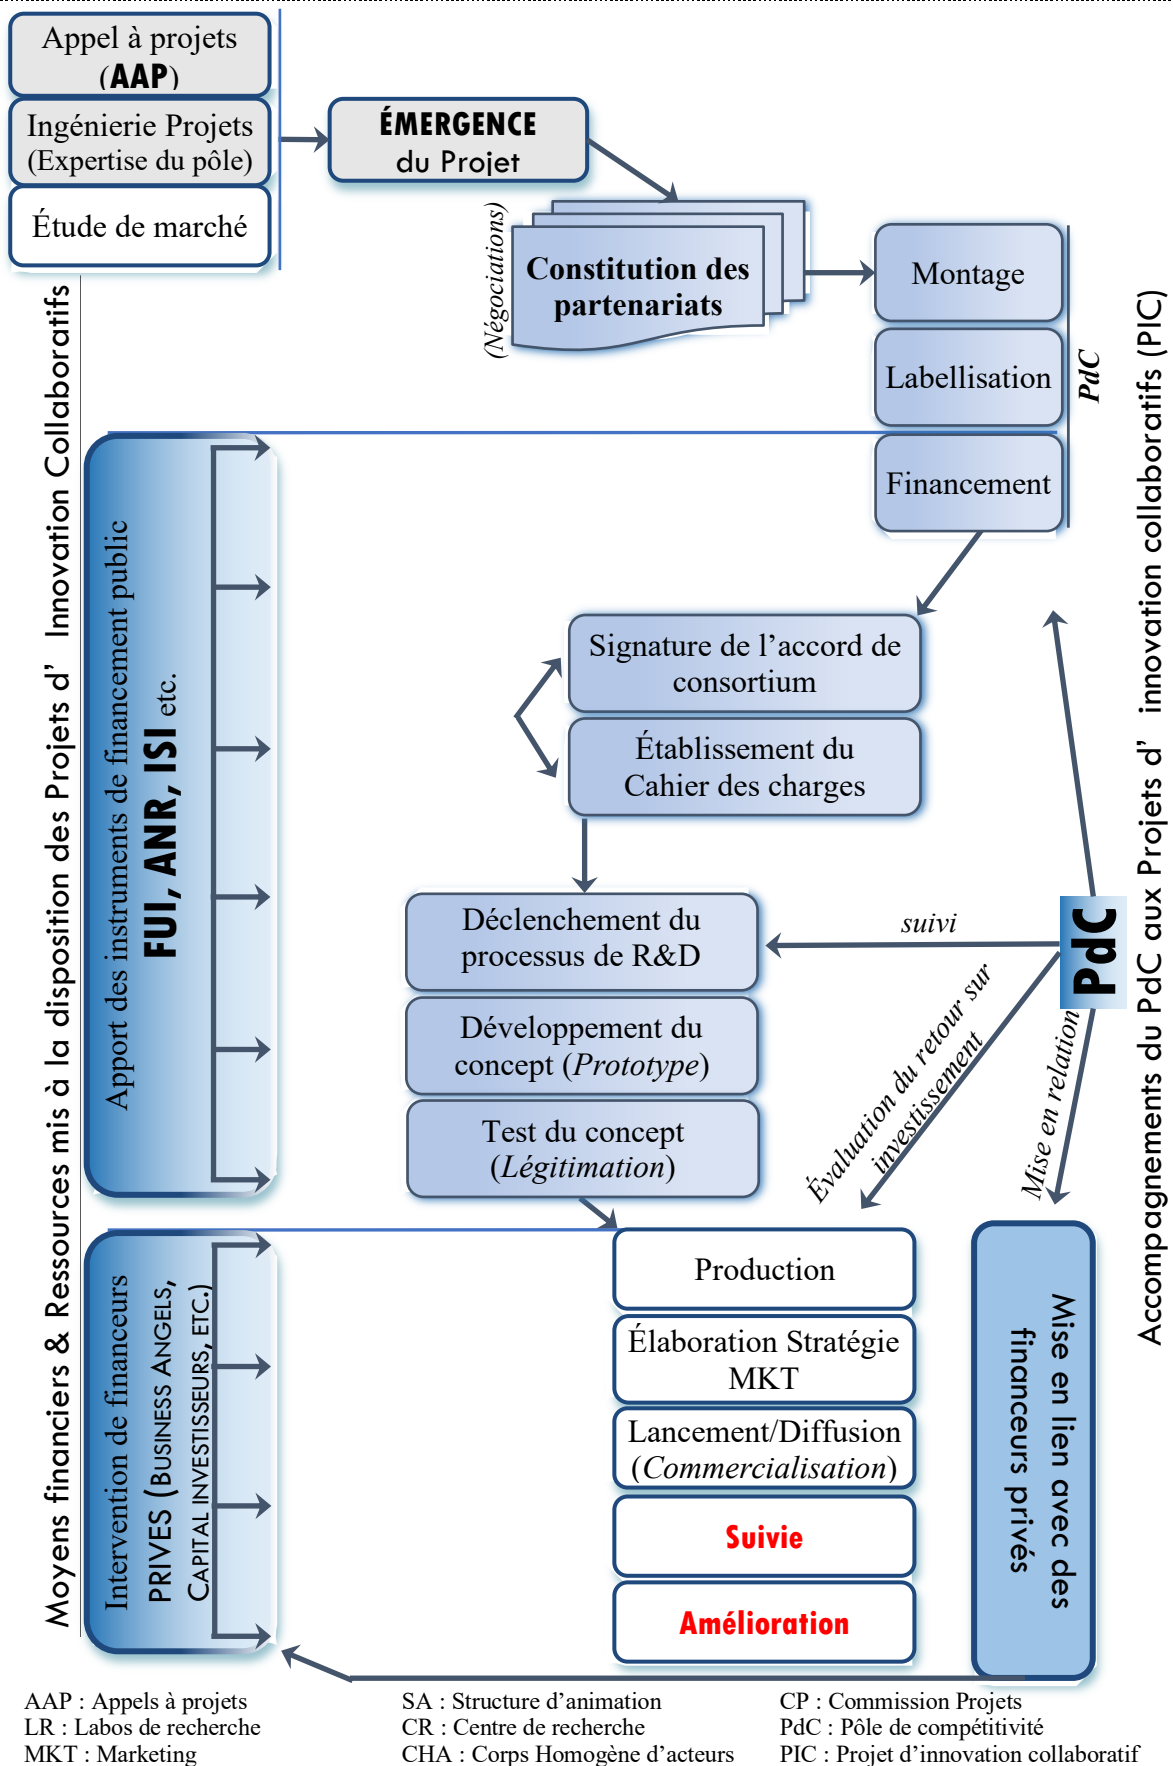 Appel à projets
(AAP)
Ingénierie Projets
(Expertise du pôle)
Étude de marché
ÉMERGENCE
du Projet
(Négociations)
Constitution des
partenariats
Montage
Labellisation
Financement
PdC
Moyens financiers & Ressources mis à la disposition des Projets d’ Innovation Collaboratifs
Accompagnements du PdC aux Projets d’ innovation collaboratifs (PIC)
Apport des instruments de financement public
FUI, ANR, ISI etc.
Signature de l’accord de
consortium
Établissement du
Cahier des charges
Déclenchement du
processus de R&D
Développement du
concept (Prototype)
Test du concept
(Légitimation)
suivi
PdC
Évaluation du retour sur
investissement
Mise en relation
Intervention de financeurs
PRIVES (BUSINESS ANGELS,
CAPITAL INVESTISSEURS, ETC.)
Production
Élaboration Stratégie
MKT
Lancement/Diffusion
(Commercialisation)
Suivie
Amélioration
Mise en lien avec des
financeurs privés
AAP : Appels à projets
LR : Labos de recherche
MKT : Marketing
SA : Structure d’animation
CR : Centre de recherche
CHA : Corps Homogène d’acteurs
CP : Commission Projets
PdC : Pôle de compétitivité
PIC : Projet d’innovation collaboratif